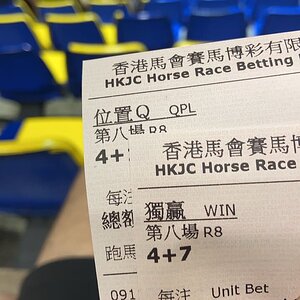 香港馬會賽馬博彩有限
HKJC Horse Race Betting
位置Q QPL
第八場 R8
4+
每注
總額
跑馬
091
香港馬會賽馬博
HKJC Horse Race
獨贏 WIN
第八場 R8
4+7
每注 Unit Bet